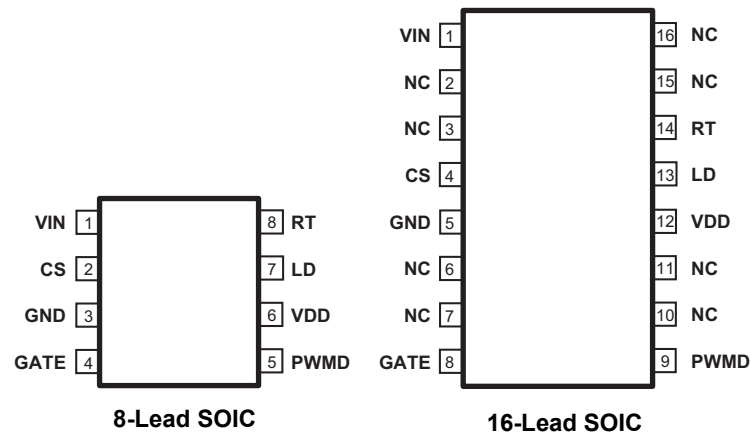 VIN 1
CS 2
GND 3
GATE 4
8 RT
7 LD
6 VDD
5 PWMD
8-Lead SOIC
VIN 1
NC 2
NC 3
CS 4
GND 5
NC 6
NC 7
GATE 8
16 NC
15 NC
14 RT
13 LD
12 VDD
11 NC
10 NC
9 PWMD
16-Lead SOIC